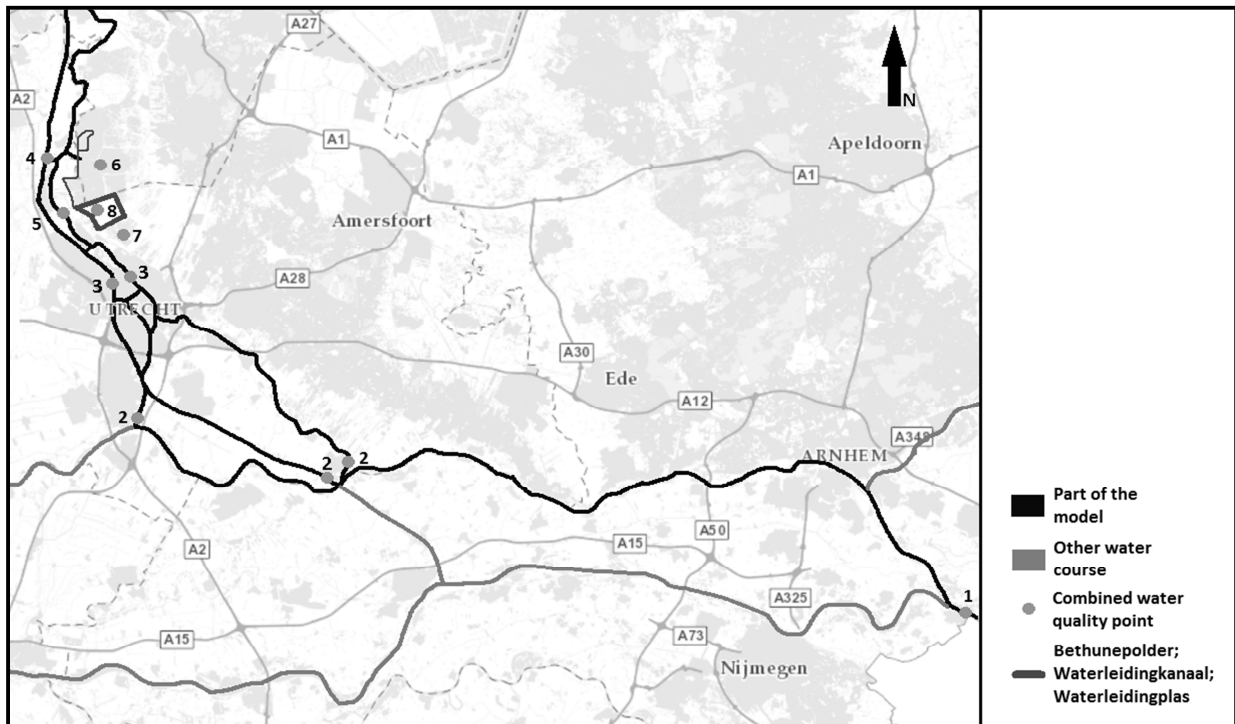 A27
A2
N
A1
Apeldoorn
4
6
A1
5
8
Amersfoort
7
3
A28
3
UTRECHT
A30
Ede
A12
2
A348
ARNHEM
2
2
A50
A2
A15
A325
1
A15
A73
Nijmegen
Part of the
model
Other water
course
Combined water
quality point
Bethunepolder;
Waterleidingkanaal;
Waterleidingplas